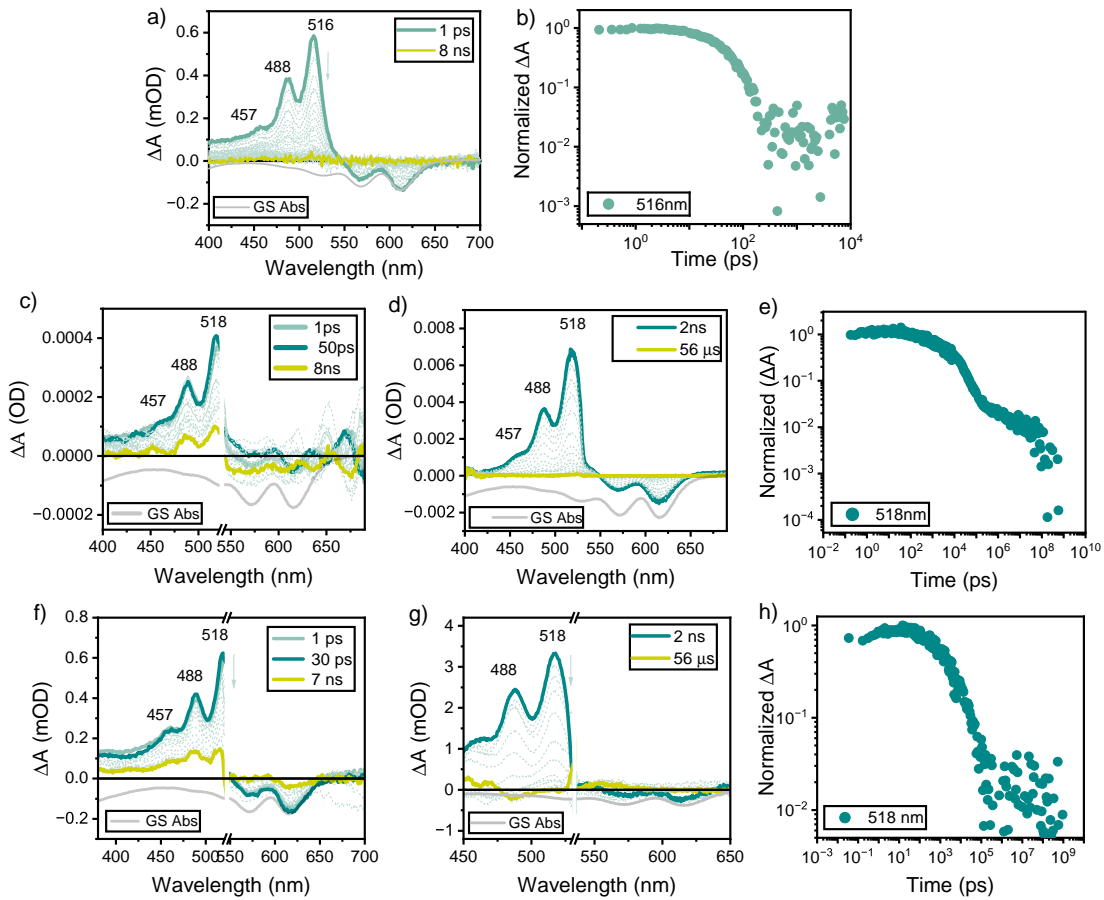 a)
516
1 ps
8 ns
488
457
ΔA (mOD)
0.6
0.4
0.2
0.0
−0.2
GS Abs
400 450 500 550 600 650 700
Wavelength (nm)
b)
Normalized ΔA
10^0
10^-1
10^-2
10^-3
516nm
10^0 10^2 10^4
Time (ps)
c)
518
1ps
50ps
8ns
488
457
ΔA (OD)
0.0004
0.0002
0.0000
−0.0002
GS Abs
400 450 500 550 600 650
Wavelength (nm)
d)
518
2ns
56 µs
488
457
ΔA (OD)
0.008
0.006
0.004
0.002
0.000
−0.002
GS Abs
400 450 500 550 600 650
Wavelength (nm)
e)
Normalized (ΔA)
10^1
10^0
10^-1
10^-2
10^-3
10^-4
518nm
10^-2 10^0 10^2 10^4 10^6 10^8 10^10
Time (ps)
f)
518
1 ps
30 ps
7 ns
488
457
ΔA (mOD)
0.8
0.6
0.4
0.2
0.0
−0.2
GS Abs
400 450 500 550 600 650 700
Wavelength (nm)
g)
518
2 ns
56 µs
488
ΔA (mOD)
4
3
2
1
0
−1
GS Abs
450 500 550 600 650
Wavelength (nm)
h)
Normalized ΔA
10^0
10^-1
10^-2
518 nm
10^-3 10^-1 10^1 10^3 10^5 10^7 10^9
Time (ps)